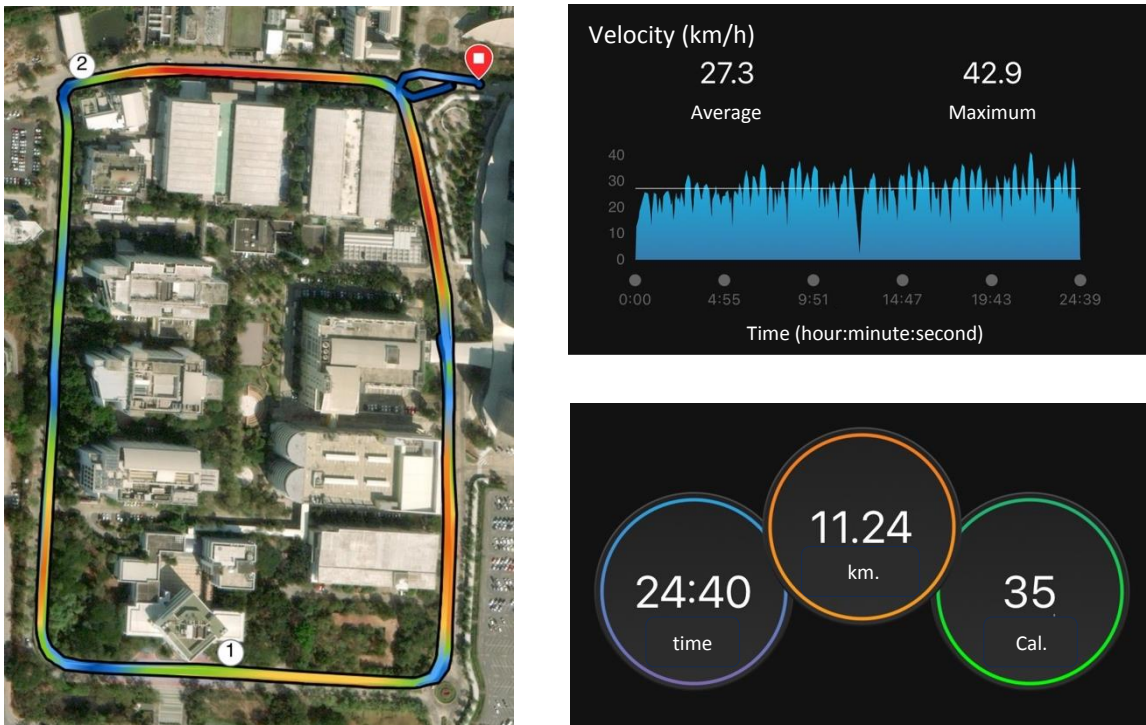 2
1
Velocity (km/h)
27.3 42.9
Average Maximum
40
30
20
10
0
0:00 4:55 9:51 14:47 19:43 24:39
Time (hour:minute:second)
11.24
km.
24:40
time
35
Cal.